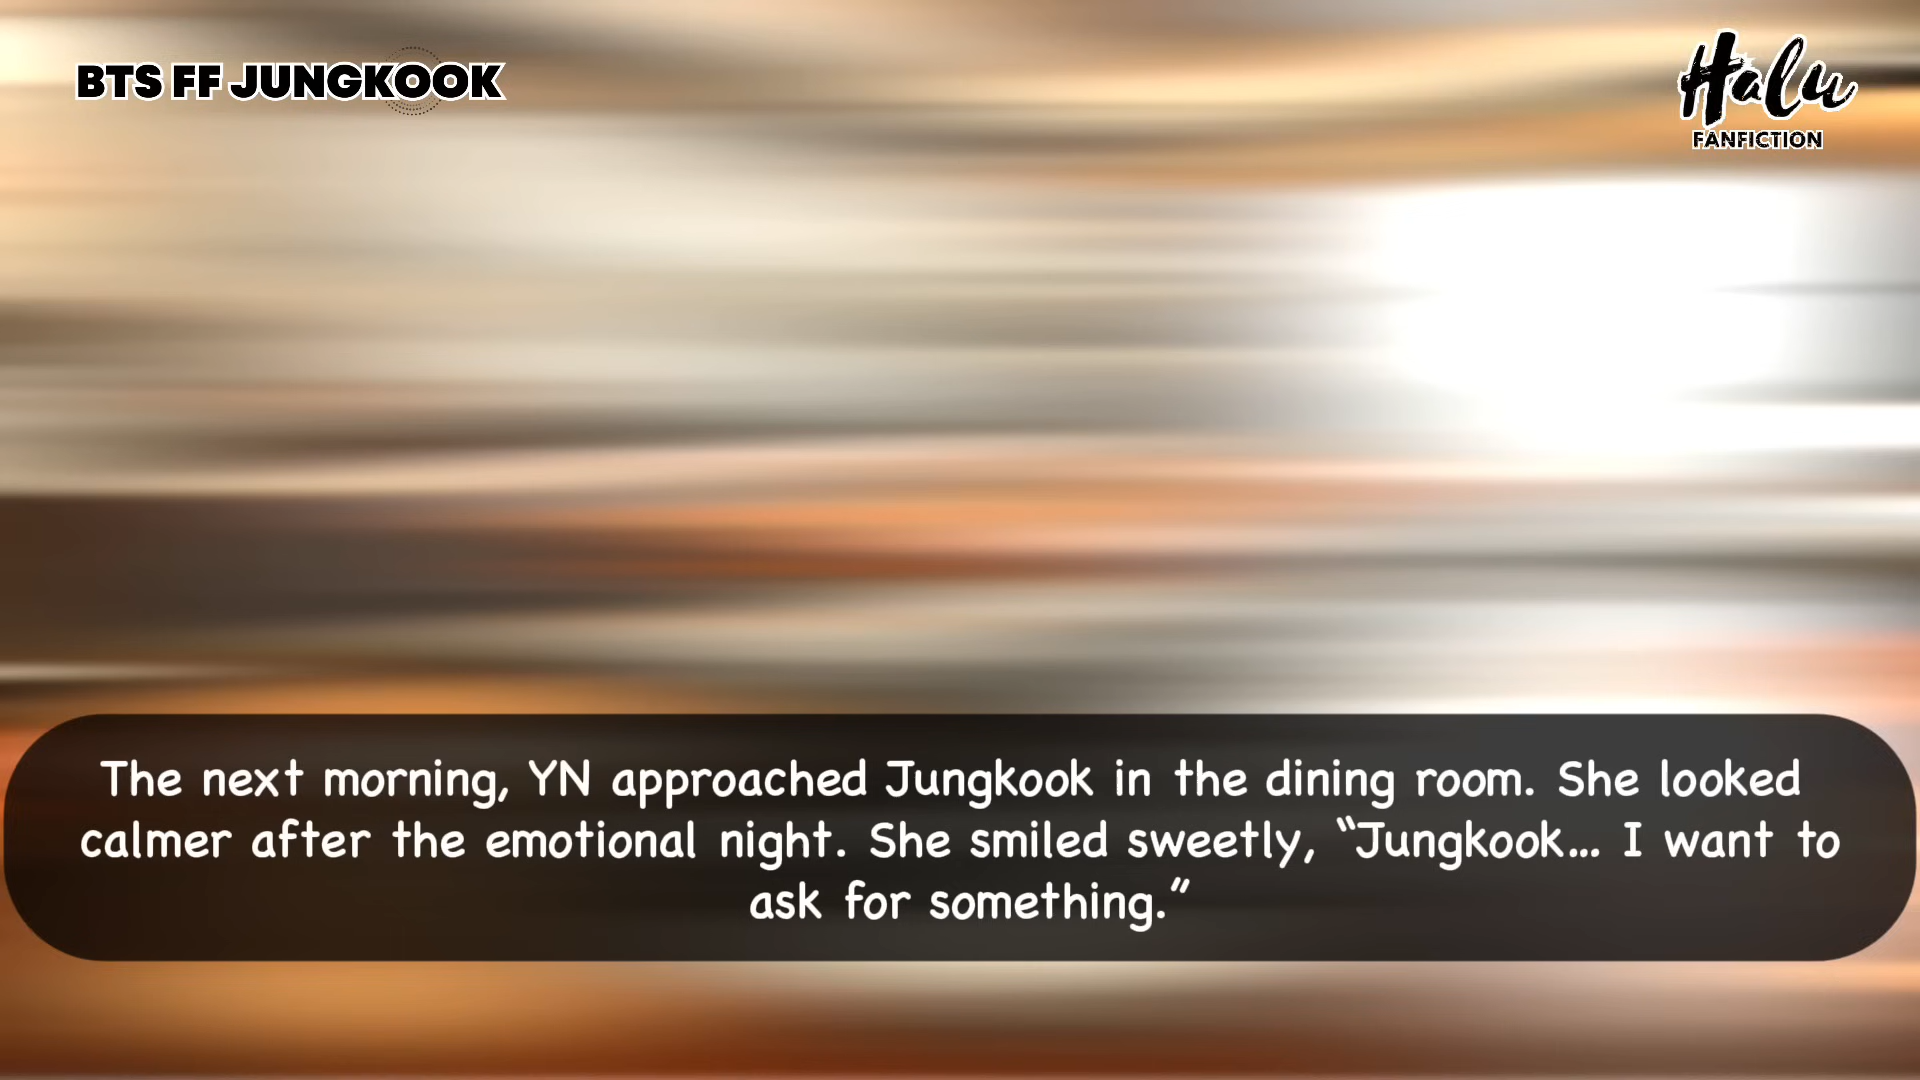 BTS FF JUNGKOOK
Halu
FANFICTION
The next morning, YN approached Jungkook in the dining room. She looked
calmer after the emotional night. She smiled sweetly, “Jungkook... I want to
ask for something.”